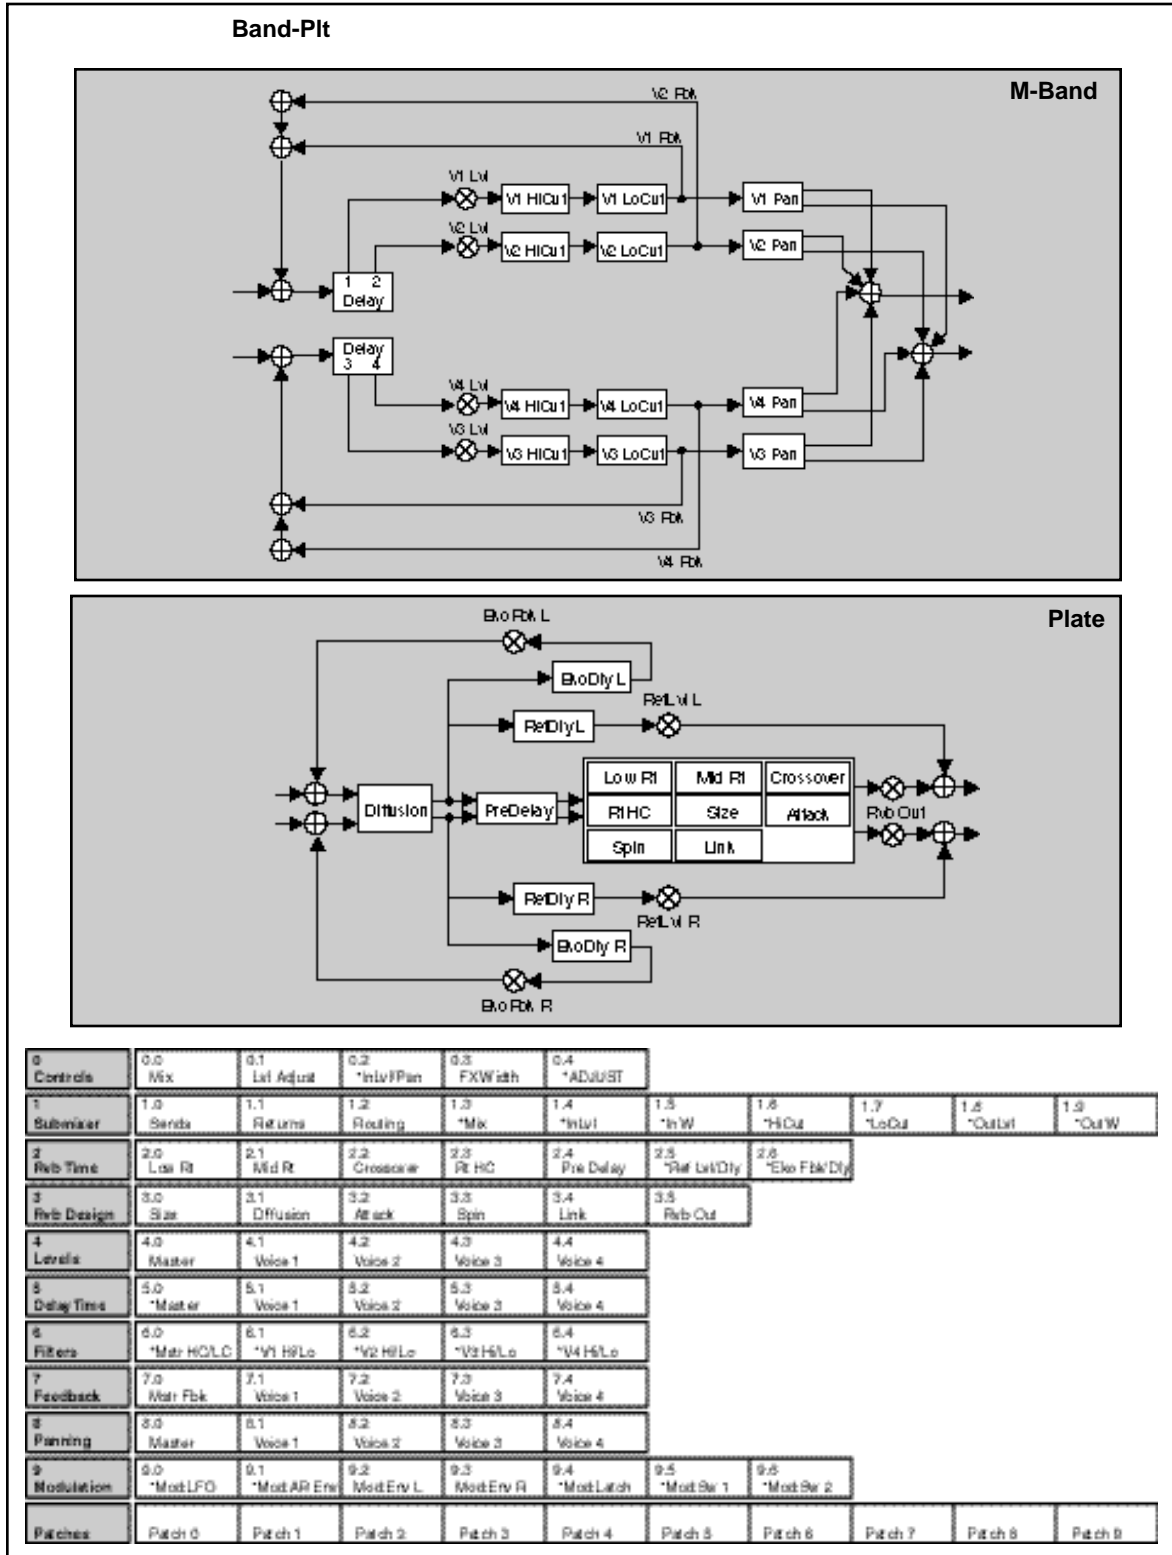 Band-Plt
M-Band
V2 Fbk
V1 Fbk
V1 Lvl
V1 HiCut V1 LoCut V1 Pan
V2 Lvl
V2 HiCut V2 LoCut V2 Pan
1 2
Delay
Delay
3 4
V4 Lvl
V4 HiCut V4 LoCut V4 Pan
V3 Lvl
V3 HiCut V3 LoCut V3 Pan
V3 Fbk
V4 Fbk
Plate
Eko Fbk L
EkoDly L
RefLvl L
RefDly L
Low Rt Mid Rt Crossover
Diffusion PreDelay RtHC Size Attack Rvb Out
Spin Link
RefDly R
RefLvl R
EkoDly R
Eko Fbk R
0 0.0 0.1 0.2 0.3 0.4
Controls Mix Lvl Adjust *InLvl/Pan FXWidth *ADJUST
1 1.0 1.1 1.2 1.3 1.4 1.5 1.6 1.7 1.8 1.9
Submixer Sends Returns Routing *Mix *InLvl *InW *HiCut *LoCut *OutLvl *OutW
2 2.0 2.1 2.2 2.3 2.4 2.5 2.6
Rvb Time Low Rt Mid Rt Crossover Rt HC Pre Delay *Ref Lvl/Dly *Eko Fbk/Dly
3 3.0 3.1 3.2 3.3 3.4 3.5
Rvb Design Size Diffusion Attack Spin Link Rvb Out
4 4.0 4.1 4.2 4.3 4.4
Levels Master Voice 1 Voice 2 Voice 3 Voice 4
5 5.0 5.1 5.2 5.3 5.4
Delay Time *Master Voice 1 Voice 2 Voice 3 Voice 4
6 6.0 6.1 6.2 6.3 6.4
Filters *Mstr HC/LC *V1 Hi/Lo *V2 Hi/Lo *V3 Hi/Lo *V4 Hi/Lo
7 7.0 7.1 7.2 7.3 7.4
Feedback Mstr Fbk Voice 1 Voice 2 Voice 3 Voice 4
8 8.0 8.1 8.2 8.3 8.4
Panning Master Voice 1 Voice 2 Voice 3 Voice 4
9 9.0 9.1 9.2 9.3 9.4 9.5 9.6
Modulation *Mod:LFO *Mod:AR Env Mod:Env L Mod:Env R *Mod:Latch *Mod:Sw 1 *Mod:Sw 2
Patches Patch 0 Patch 1 Patch 2 Patch 3 Patch 4 Patch 5 Patch 6 Patch 7 Patch 8 Patch 9